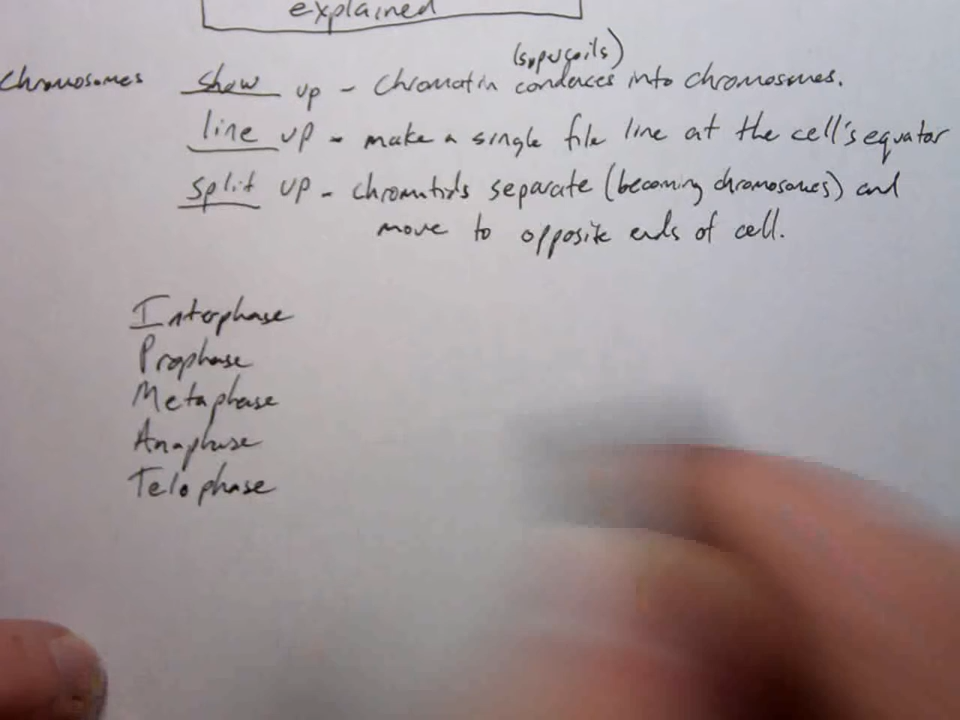 explained
(supercoils)
Chromosomes show up - Chromatin condences into chromosomes.
line up - make a single file line at the cell's equator
split up - chromatids separate (becoming chromosomes) and
move to opposite ends of cell.
Interphase
Prophase
Metaphase
Anaphase
Telophase